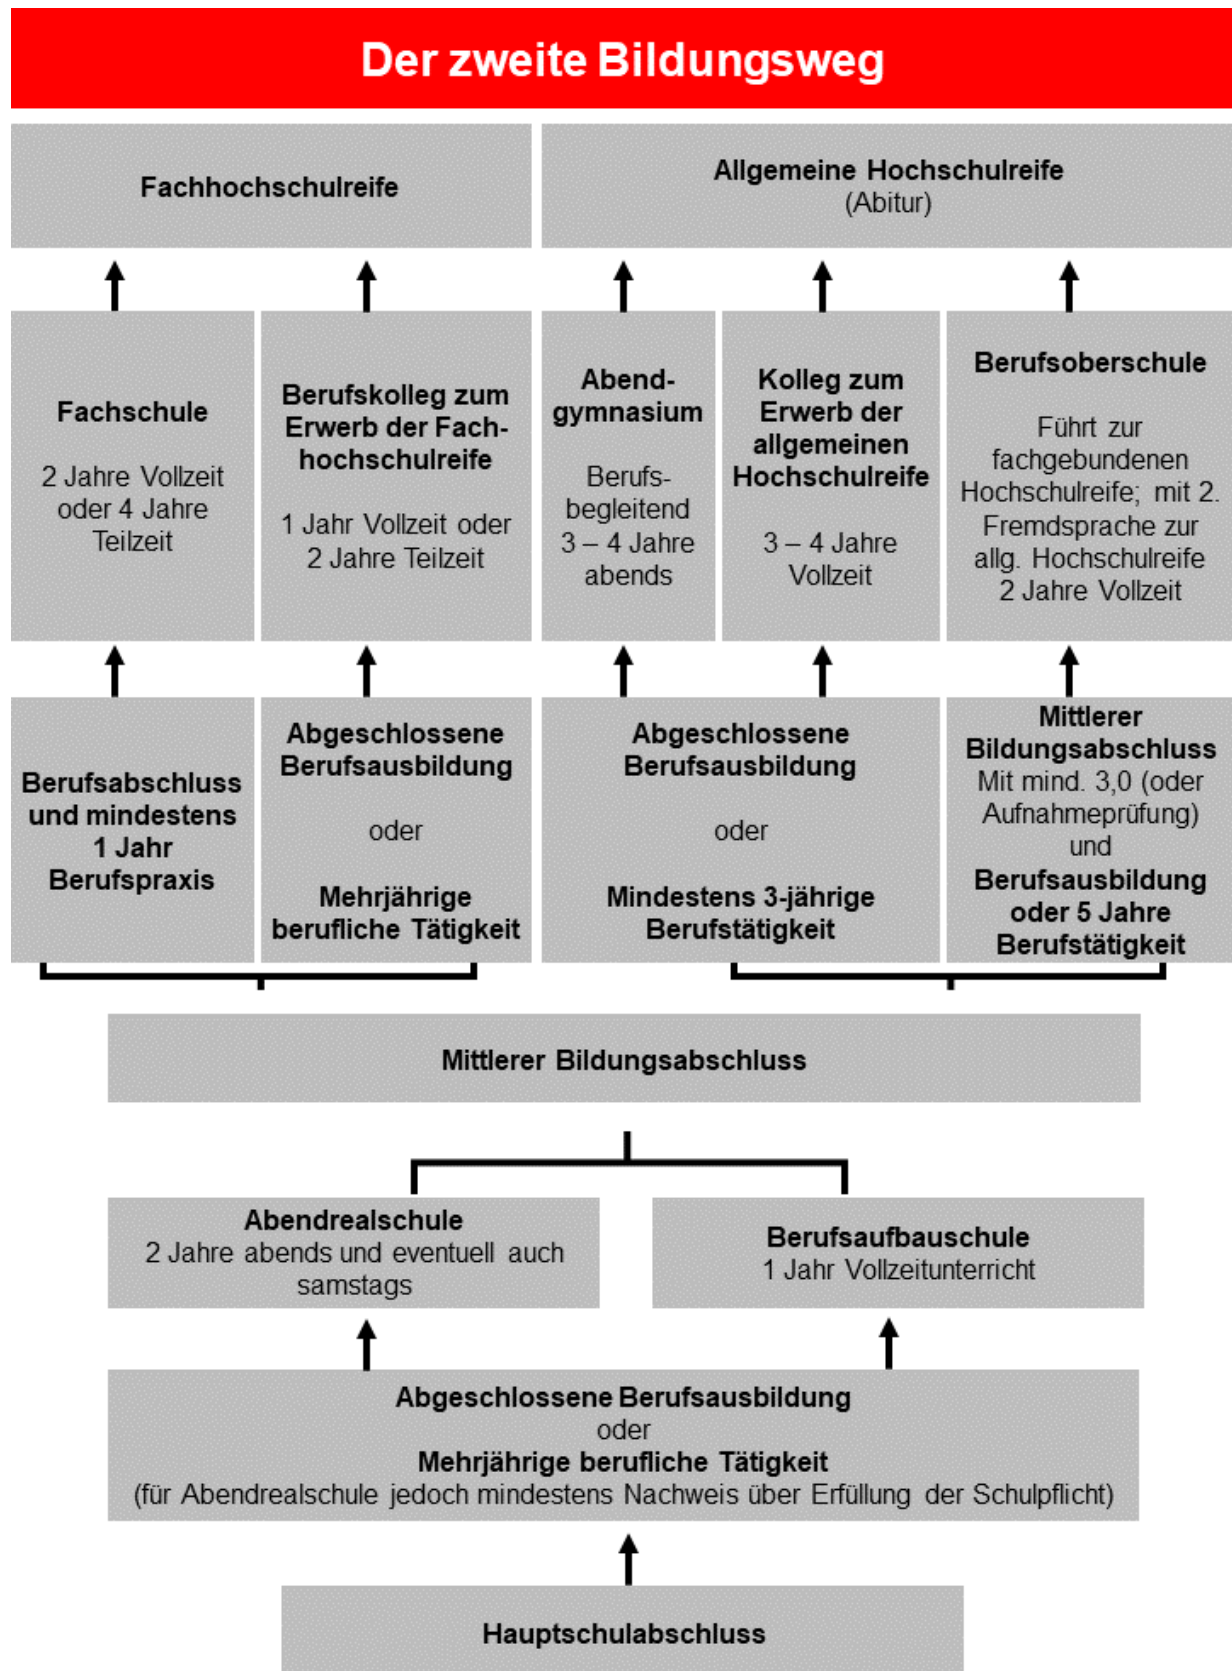 Der zweite Bildungsweg
Fachhochschulreife
Allgemeine Hochschulreife
(Abitur)
Fachschule
2 Jahre Vollzeit
oder 4 Jahre
Teilzeit
Berufskolleg zum
Erwerb der Fach-
hochschulreife
1 Jahr Vollzeit oder
2 Jahre Teilzeit
Abend-
gymnasium
Berufs-
begleitend
3 – 4 Jahre
abends
Kolleg zum
Erwerb der
allgemeinen
Hochschulreife
3 – 4 Jahre
Vollzeit
Berufsoberschule
Führt zur
fachgebundenen
Hochschulreife; mit 2.
Fremdsprache zur
allg. Hochschulreife
2 Jahre Vollzeit
Berufsabschluss
und mindestens
1 Jahr
Berufspraxis
Abgeschlossene
Berufsausbildung
oder
Mehrjährige
berufliche Tätigkeit
Abgeschlossene
Berufsausbildung
oder
Mindestens 3-jährige
Berufstätigkeit
Mittlerer
Bildungsabschluss
Mit mind. 3,0 (oder
Aufnahmeprüfung)
und
Berufsausbildung
oder 5 Jahre
Berufstätigkeit
Mittlerer Bildungsabschluss
Abendrealschule
2 Jahre abends und eventuell auch
samstags
Berufsaufbauschule
1 Jahr Vollzeitunterricht
Abgeschlossene Berufsausbildung
oder
Mehrjährige berufliche Tätigkeit
(für Abendrealschule jedoch mindestens Nachweis über Erfüllung der Schulpflicht)
Hauptschulabschluss